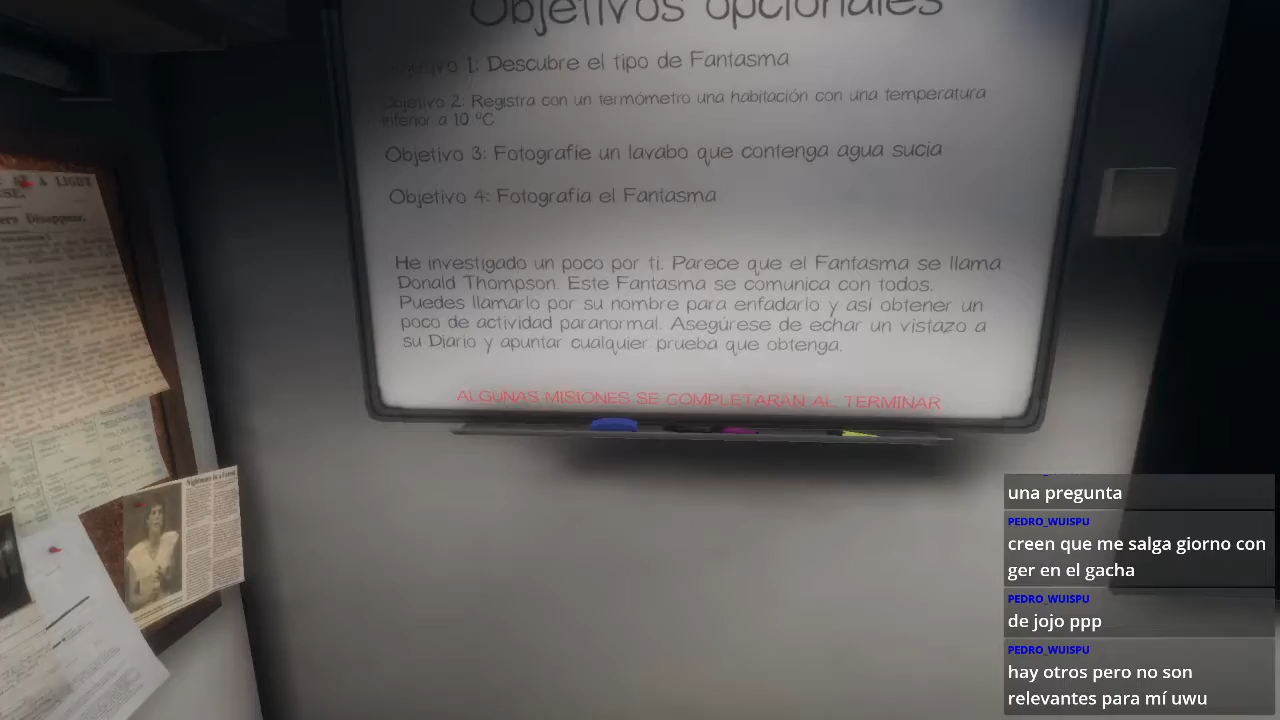 Objetivos opcionales
Objetivo 1: Descubre el tipo de Fantasma
Objetivo 2: Registra con un termómetro una habitación con una temperatura
inferior a 10 ºC
Objetivo 3: Fotografíe un lavabo que contenga agua sucia
Objetivo 4: Fotografía el Fantasma
He investigado un poco por ti. Parece que el Fantasma se llama
Donald Thompson. Este Fantasma se comunica con todos.
Puedes llamarlo por su nombre para enfadarlo y así obtener un
poco de actividad paranormal. Asegúrese de echar un vistazo a
su Diario y apuntar cualquier prueba que obtenga.
ALGUNAS MISIONES SE COMPLETARÁN AL TERMINAR
A LIGHT
Disappear
una pregunta
PEDRO_WUISPU
creen que me salga giorno con
ger en el gacha
PEDRO_WUISPU
de jojo ppp
PEDRO_WUISPU
hay otros pero no son
relevantes para mí uwu